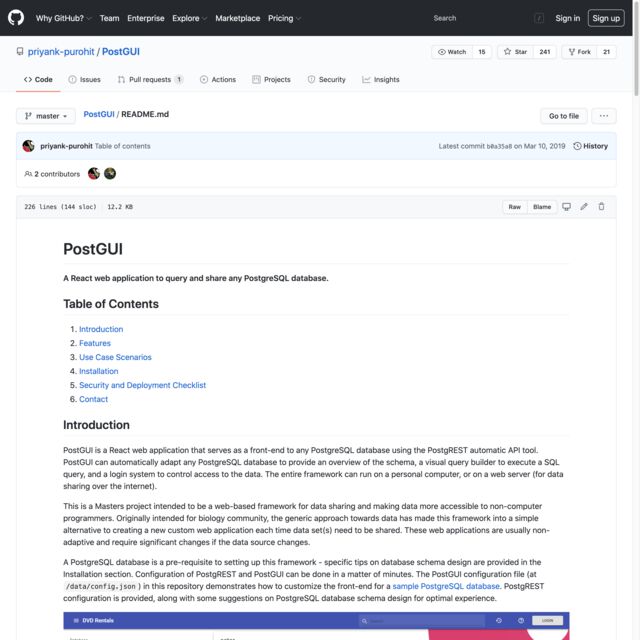 Why GitHub? Team Enterprise Explore Marketplace Pricing Search / Sign in Sign up
priyank-purohit / PostGUI Watch 15 Star 241 Fork 21
Code Issues Pull requests 1 Actions Projects Security Insights
master PostGUI / README.md Go to file ...
priyank-purohit Table of contents Latest commit b0a35a8 on Mar 10, 2019 History
2 contributors
226 lines (144 sloc) 12.2 KB Raw Blame
PostGUI
A React web application to query and share any PostgreSQL database.
Table of Contents
1. Introduction
2. Features
3. Use Case Scenarios
4. Installation
5. Security and Deployment Checklist
6. Contact
Introduction
PostGUI is a React web application that serves as a front-end to any PostgreSQL database using the PostgREST automatic API tool.
PostGUI can automatically adapt any PostgreSQL database to provide an overview of the schema, a visual query builder to execute a SQL
query, and a login system to control access to the data. The entire framework can run on a personal computer, or on a web server (for data
sharing over the internet).
This is a Masters project intended to be a web-based framework for data sharing and making data more accessible to non-computer
programmers. Originally intended for biology community, the generic approach towards data has made this framework into a simple
alternative to creating a new custom web application each time data set(s) need to be shared. These web applications are usually non-
adaptive and require significant changes if the data source changes.
A PostgreSQL database is a pre-requisite to setting up this framework - specific tips on database schema design are provided in the
Installation section. Configuration of PostgREST and PostGUI can be done in a matter of minutes. The PostGUI configuration file (at
/data/config.json ) in this repository demonstrates how to customize the front-end for a sample PostgreSQL database. PostgREST
configuration is provided, along with some suggestions on PostgreSQL database schema design for optimal experience.
DVD Rentals Search LOGIN